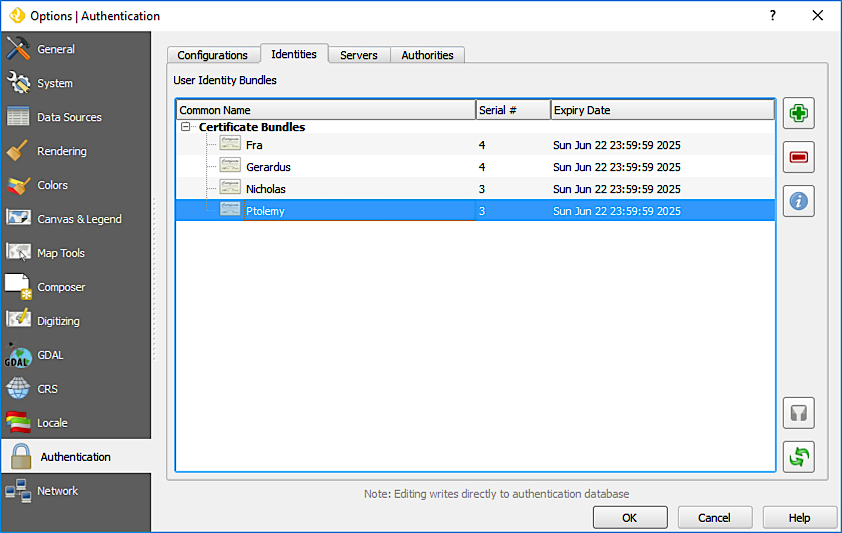 Options | Authentication
?
General
System
Data Sources
Rendering
Colors
Canvas & Legend
Map Tools
Composer
Digitizing
GDAL
GDAL
CRS
Locale
Authentication
Network
Configurations Identities Servers Authorities
User Identity Bundles
Common Name Serial # Expiry Date
Certificate Bundles
Fra 4 Sun Jun 22 23:59:59 2025
Gerardus 4 Sun Jun 22 23:59:59 2025
Nicholas 3 Sun Jun 22 23:59:59 2025
Ptolemy 3 Sun Jun 22 23:59:59 2025
Note: Editing writes directly to authentication database
OK Cancel Help